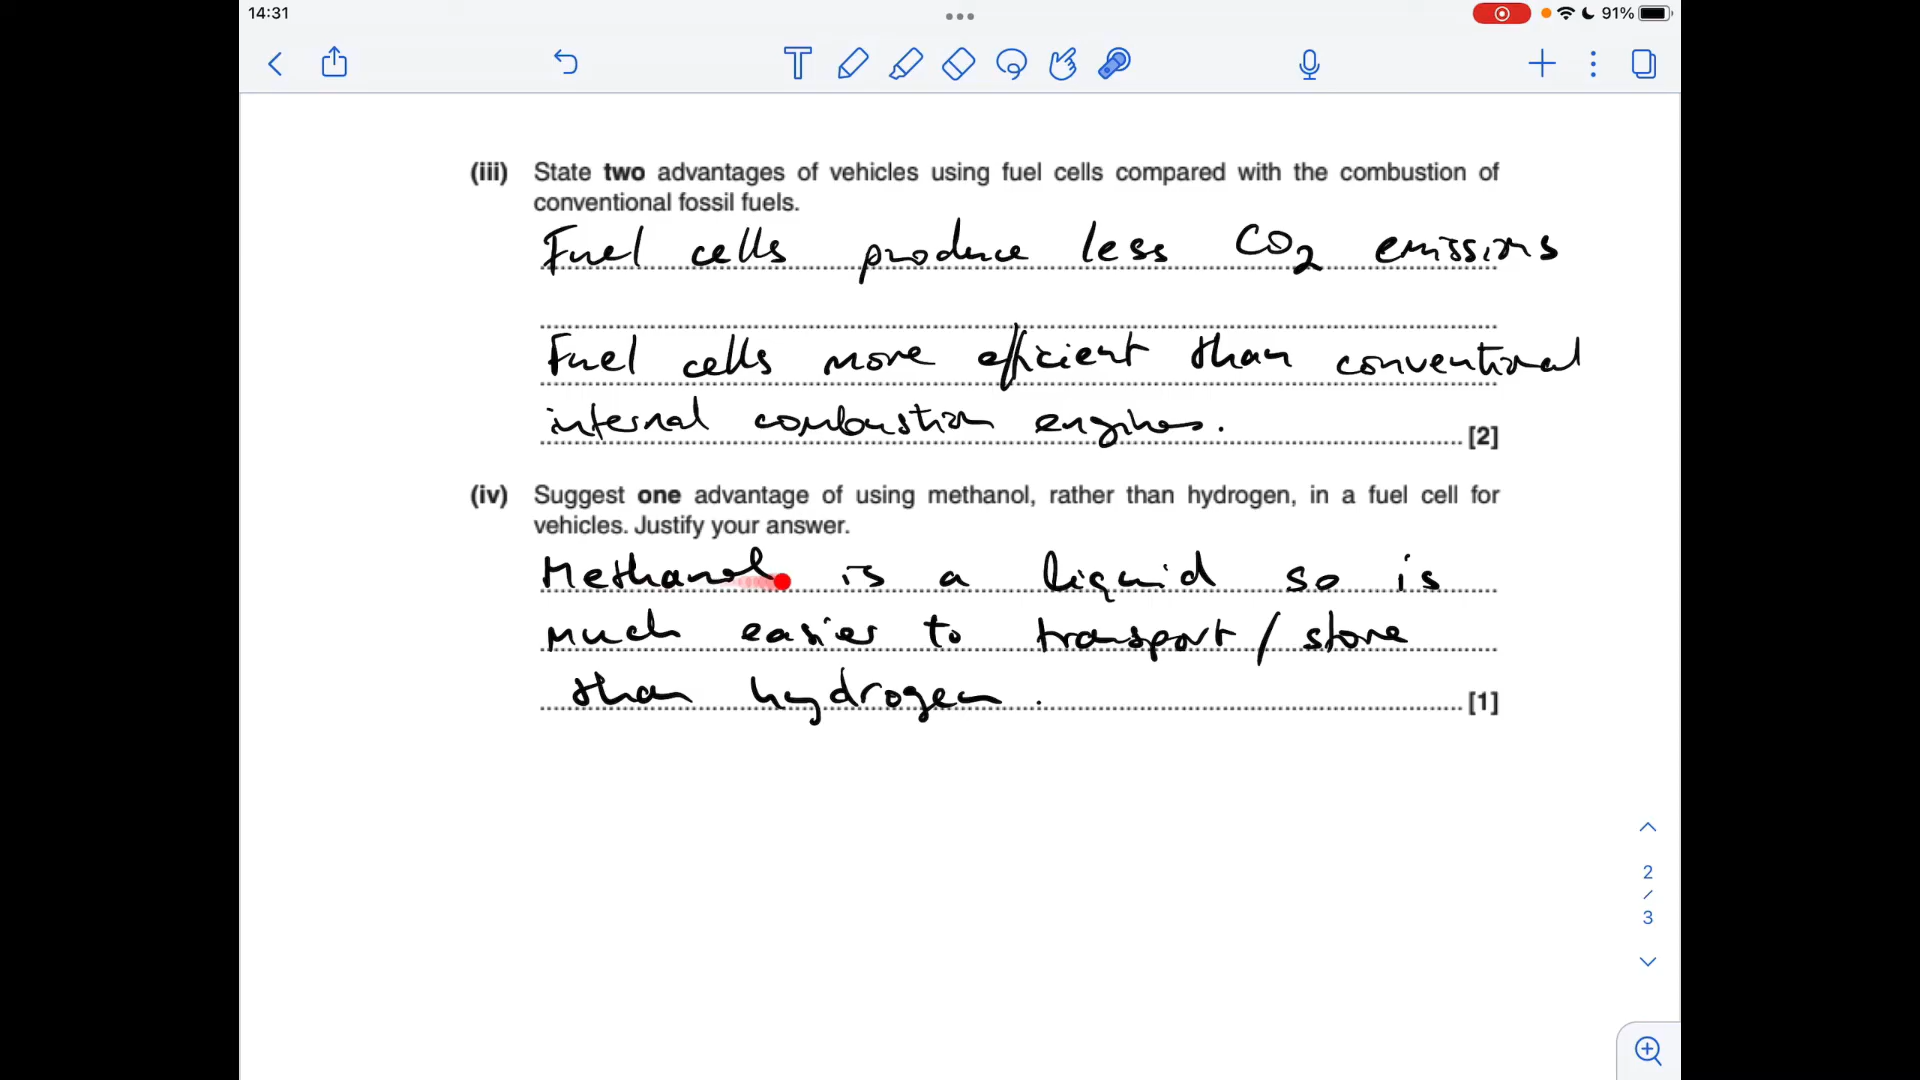 14:31
91%
(iii) State two advantages of vehicles using fuel cells compared with the combustion of
conventional fossil fuels.
Fuel cells produce less CO2 emissions
Fuel cells more efficient than conventional
internal combustion engines.
[2]
(iv) Suggest one advantage of using methanol, rather than hydrogen, in a fuel cell for
vehicles. Justify your answer.
Methanol is a liquid so is
much easier to transport/store
than hydrogen.
[1]
2
/
3